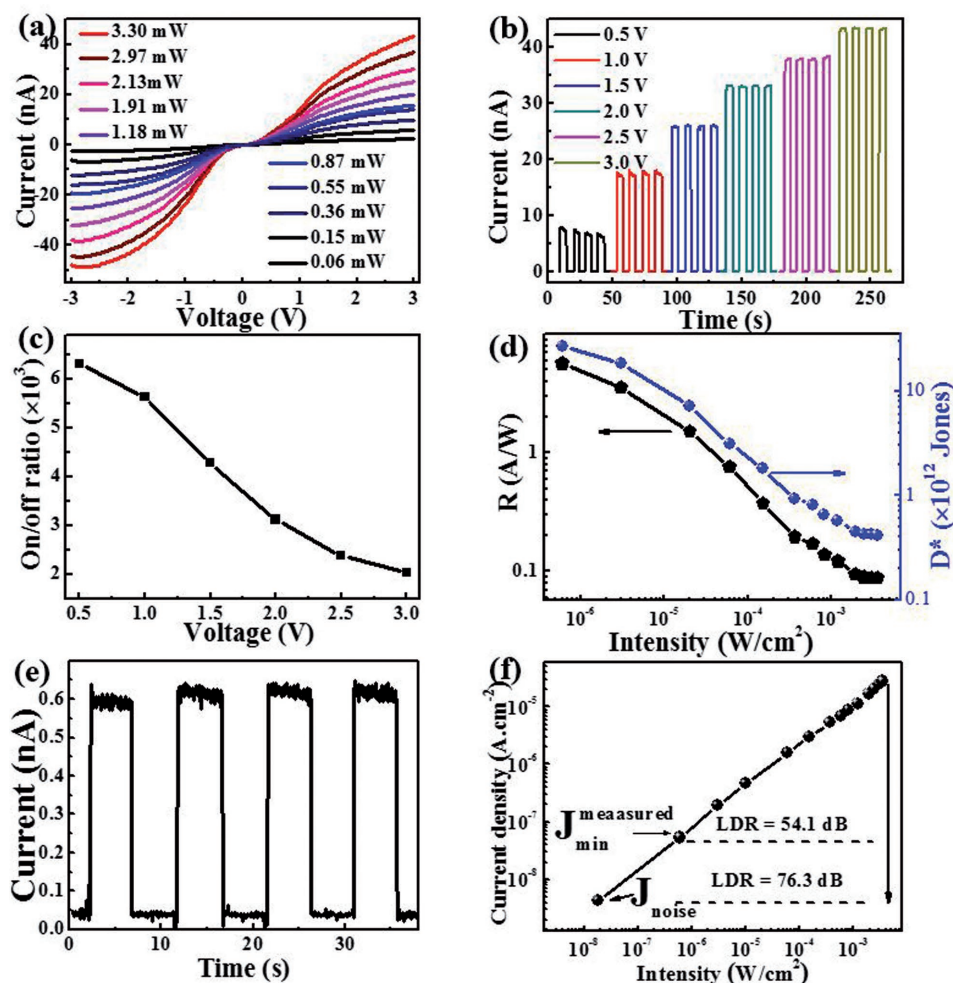 (a)
3.30 mW
2.97 mW
2.13mW
1.91 mW
1.18 mW
0.87 mW
0.55 mW
0.36 mW
0.15 mW
0.06 mW
Current (nA)
40
20
0
-20
-40
-3 -2 -1 0 1 2 3
Voltage (V)
(b)
0.5 V
1.0 V
1.5 V
2.0 V
2.5 V
3.0 V
Current (nA)
40
30
20
10
0
0 50 100 150 200 250
Time (s)
(c)
On/off ratio (×10³)
6
5
4
3
2
0.5 1.0 1.5 2.0 2.5 3.0
Voltage (V)
(d)
R (A/W)
1
0.1
D* (×10¹² Jones)
10
1
0.1
10⁻⁶ 10⁻⁵ 10⁻⁴ 10⁻³
Intensity (W/cm²)
(e)
Current (nA)
0.6
0.5
0.4
0.3
0.2
0.1
0.0
0 10 20 30
Time (s)
(f)
Current density (A.cm⁻²)
10⁻⁵
10⁻⁶
10⁻⁷
10⁻⁸
J measured min
LDR = 54.1 dB
LDR = 76.3 dB
J noise
10⁻⁸ 10⁻⁷ 10⁻⁶ 10⁻⁵ 10⁻⁴ 10⁻³
Intensity (W/cm²)